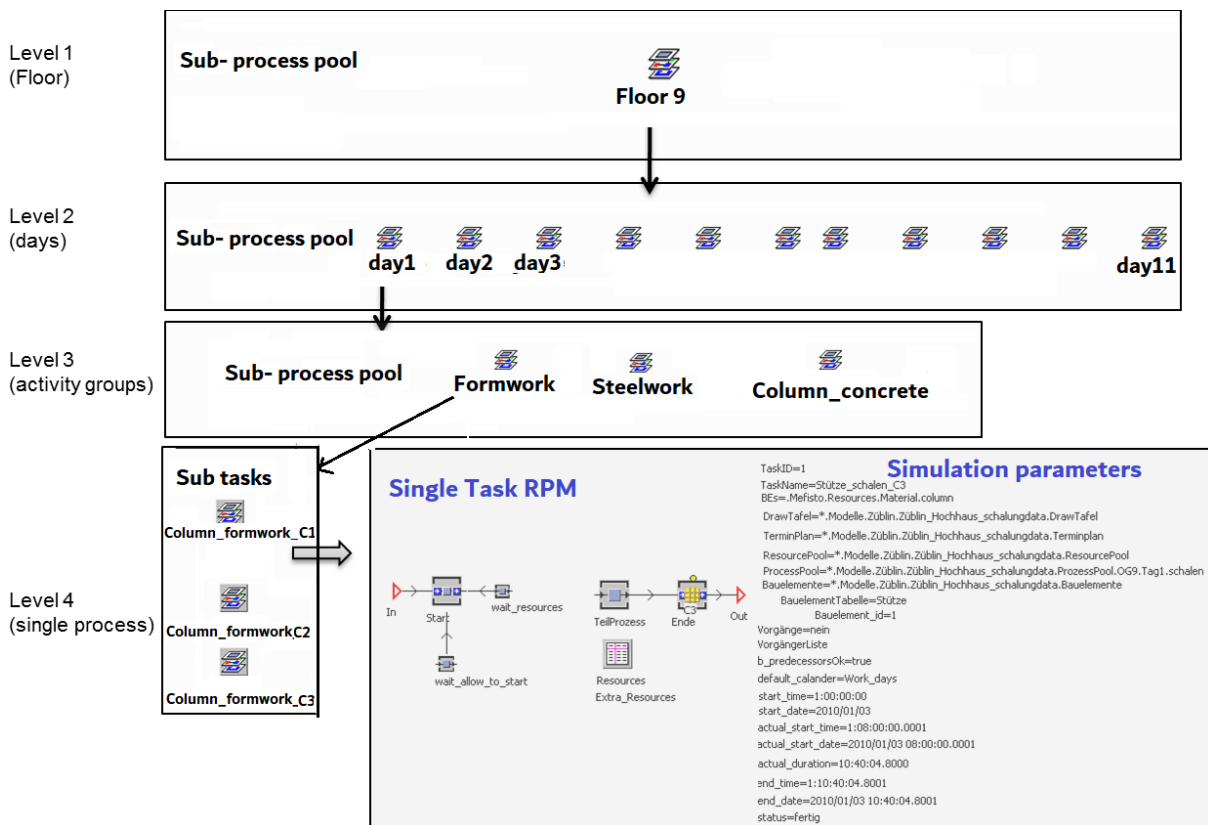 Level 1
(Floor)
Sub- process pool
Floor 9
Level 2
(days)
Sub- process pool
day1
day2
day3
day11
Level 3
(activity groups)
Sub- process pool
Formwork
Steelwork
Column_concrete
Level 4
(single process)
Sub tasks
Column_formwork_C1
Column_formwork_C2
Column_formwork_C3
Single Task RPM
In
Start
wait_resources
wait_allow_to_start
TeilProzess
C3
Ende
Out
Resources
Extra_Resources
Simulation parameters
TaskID=1
TaskName=Stütze_schalen_C3
BEs=.Mefisto.Resources.Material.column
DrawTafel=*.Modelle.Züblin.Züblin_Hochhaus_schalungdata.DrawTafel
TerminPlan=*.Modelle.Züblin.Züblin_Hochhaus_schalungdata.Terminplan
ResourcePool=*.Modelle.Züblin.Züblin_Hochhaus_schalungdata.ResourcePool
ProcessPool=*.Modelle.Züblin.Züblin_Hochhaus_schalungdata.ProzessPool.OG9.Tag1.schalen
Bauelemente=*.Modelle.Züblin.Züblin_Hochhaus_schalungdata.Bauelemente
BauelementTabelle=Stütze
Bauelement_id=1
Vorgänge=nein
VorgängerListe
b_predecessorsOk=true
default_calander=Work_days
start_time=1:00:00:00
start_date=2010/01/03
actual_start_time=1:08:00:00.0001
actual_start_date=2010/01/03 08:00:00.0001
actual_duration=10:40:04.8000
end_time=1:10:40:04.8001
end_date=2010/01/03 10:40:04.8001
status=fertig